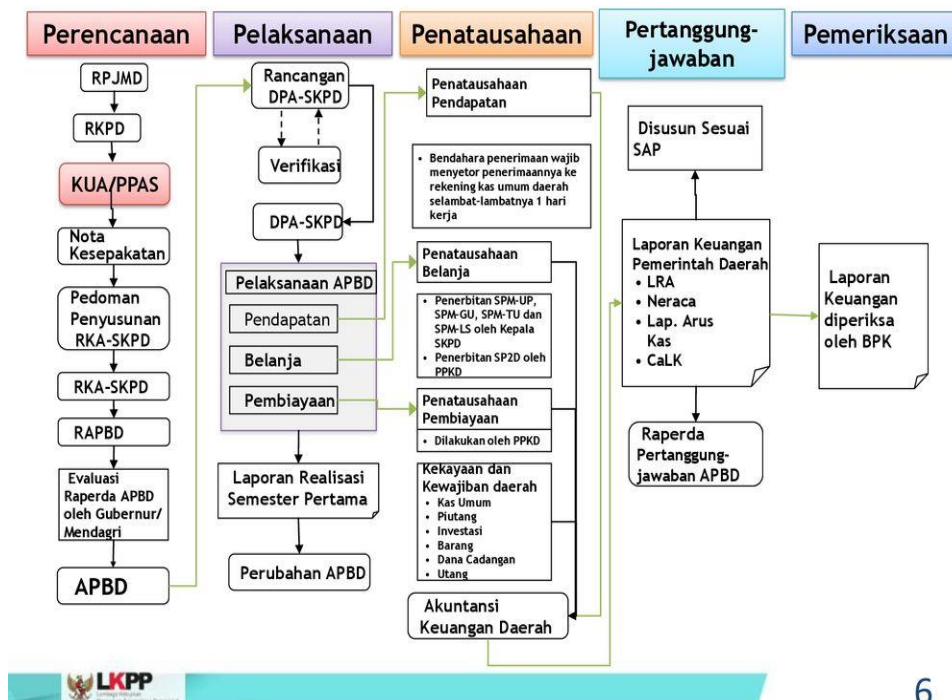 Perencanaan
RPJMD
RKPD
KUA/PPAS
Nota
Kesepakatan
Pedoman
Penyusunan
RKA-SKPD
RKA-SKPD
RAPBD
Evaluasi
Raperda APBD
oleh Gubernur/
Mendagri
APBD
Pelaksanaan
Rancangan
DPA-SKPD
Verifikasi
DPA-SKPD
Pelaksanaan APBD
Pendapatan
Belanja
Pembiayaan
Laporan Realisasi
Semester Pertama
Perubahan APBD
Penatausahaan
Penatausahaan
Pendapatan
• Bendahara penerimaan wajib
menyetor penerimaannya ke
rekening kas umum daerah
selambat-lambatnya 1 hari
kerja
Penatausahaan
Belanja
• Penerbitan SPM-UP,
SPM-GU, SPM-TU dan
SPM-LS oleh Kepala
SKPD
• Penerbitan SP2D oleh
PPKD
Penatausahaan
Pembiayaan
• Dilakukan oleh PPKD
Kekayaan dan
Kewajiban daerah
• Kas Umum
• Piutang
• Investasi
• Barang
• Dana Cadangan
• Utang
Akuntansi
Keuangan Daerah
Pertanggung-
jawaban
Disusun Sesuai
SAP
Laporan Keuangan
Pemerintah Daerah
• LRA
• Neraca
• Lap. Arus
Kas
• CaLK
Raperda
Pertanggung-
jawaban APBD
Pemeriksaan
Laporan
Keuangan
diperiksa
oleh BPK
LKPP
6